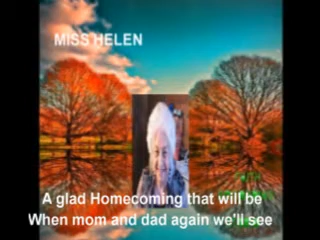 MISS HELEN
A glad Homecoming that will be
When mom and dad again we'll see